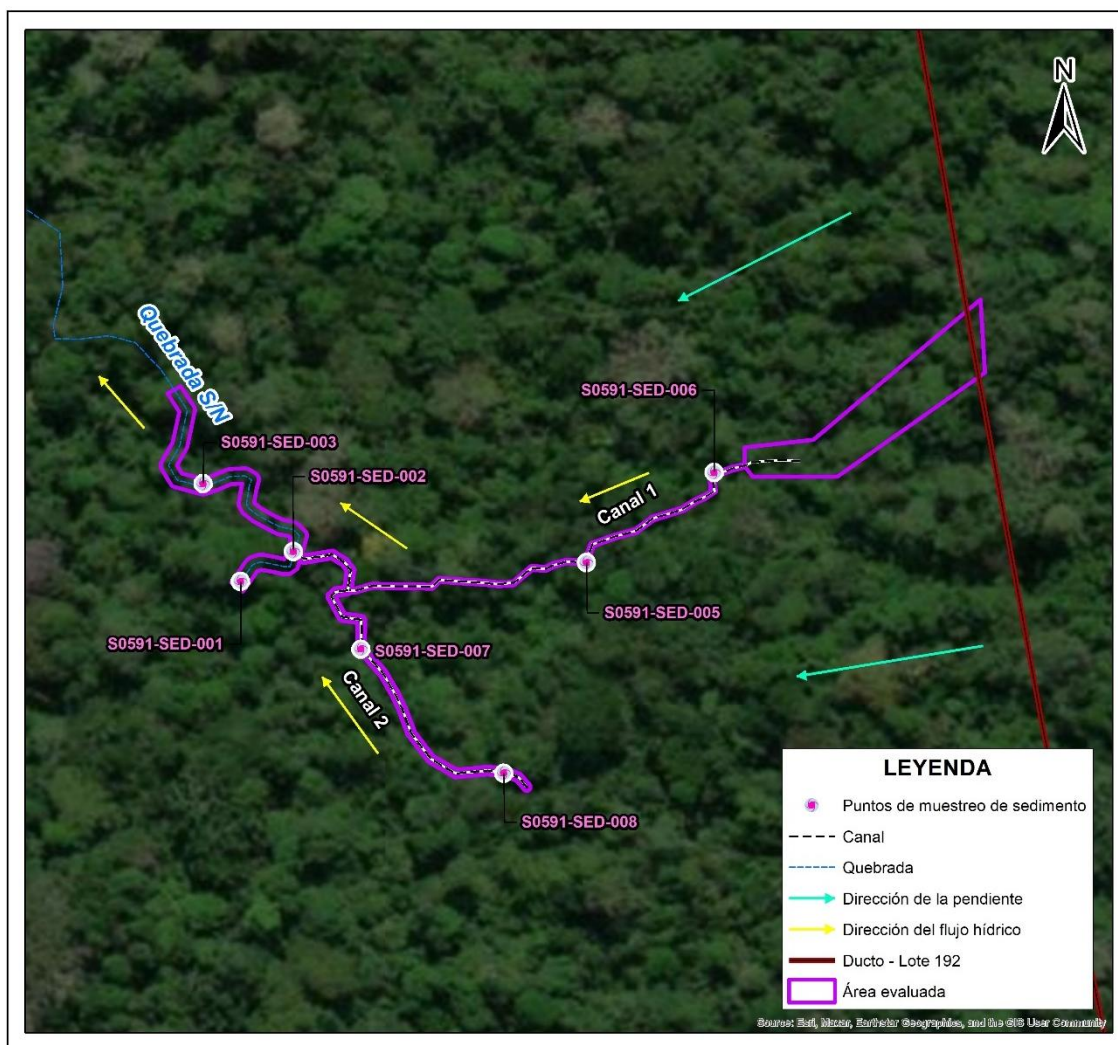 N
Quebrada S/N
S0591-SED-006
S0591-SED-003
S0591-SED-002
Canal 1
S0591-SED-005
S0591-SED-001
S0591-SED-007
Canal 2
S0591-SED-008
LEYENDA
Puntos de muestreo de sedimento
Canal
Quebrada
Dirección de la pendiente
Dirección del flujo hídrico
Ducto - Lote 192
Área evaluada
Source: Esri, Maxar, Earthstar Geographics, and the GIS User Community